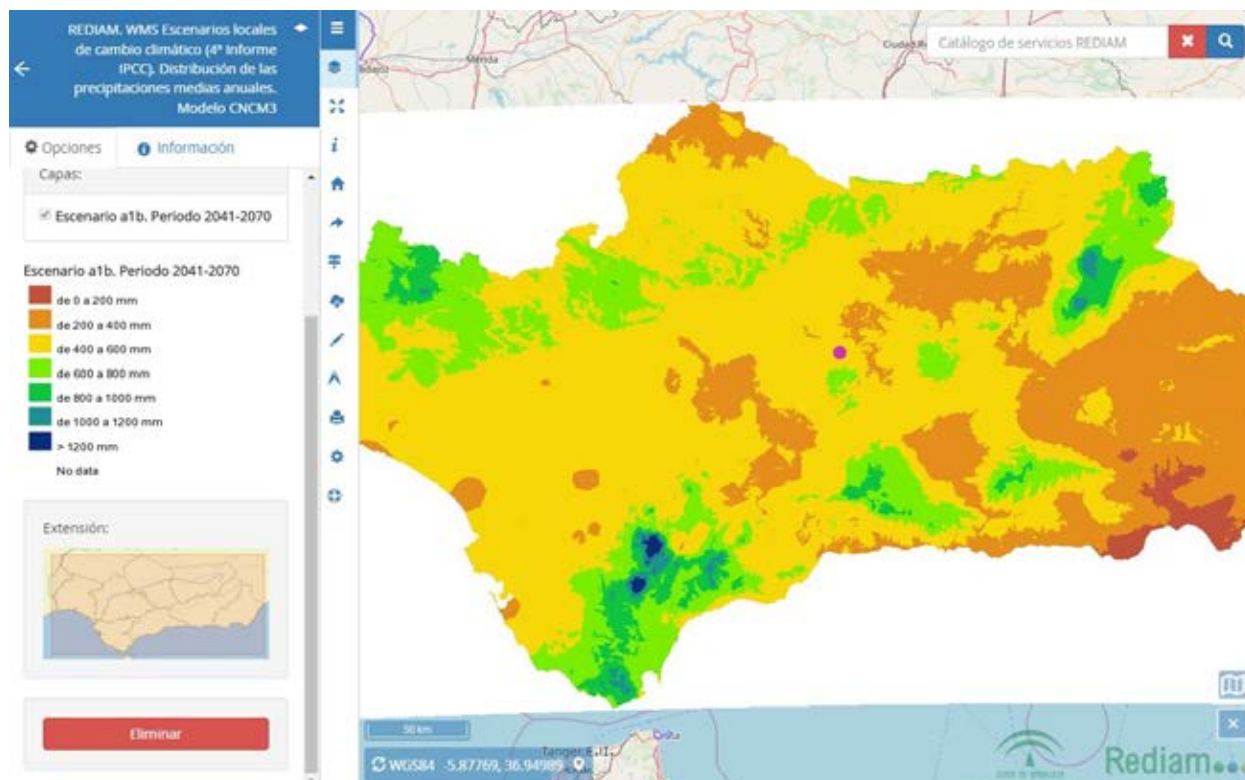 REDIAM. WMS Escenarios locales
de cambio climático (4º Informe
IPCC). Distribución de las
precipitaciones medias anuales.
Modelo CNCM3
Opciones
Información
Capas:
Escenario a1b. Periodo 2041-2070
Escenario a1b. Periodo 2041-2070
de 0 a 200 mm
de 200 a 400 mm
de 400 a 600 mm
de 600 a 800 mm
de 800 a 1000 mm
de 1000 a 1200 mm
> 1200 mm
No data
Extensión:
Eliminar
Mérida
Catálogo de servicios REDIAM
50 km
Ceuta
WGS84 -5.87769, 36.94989
Rediam